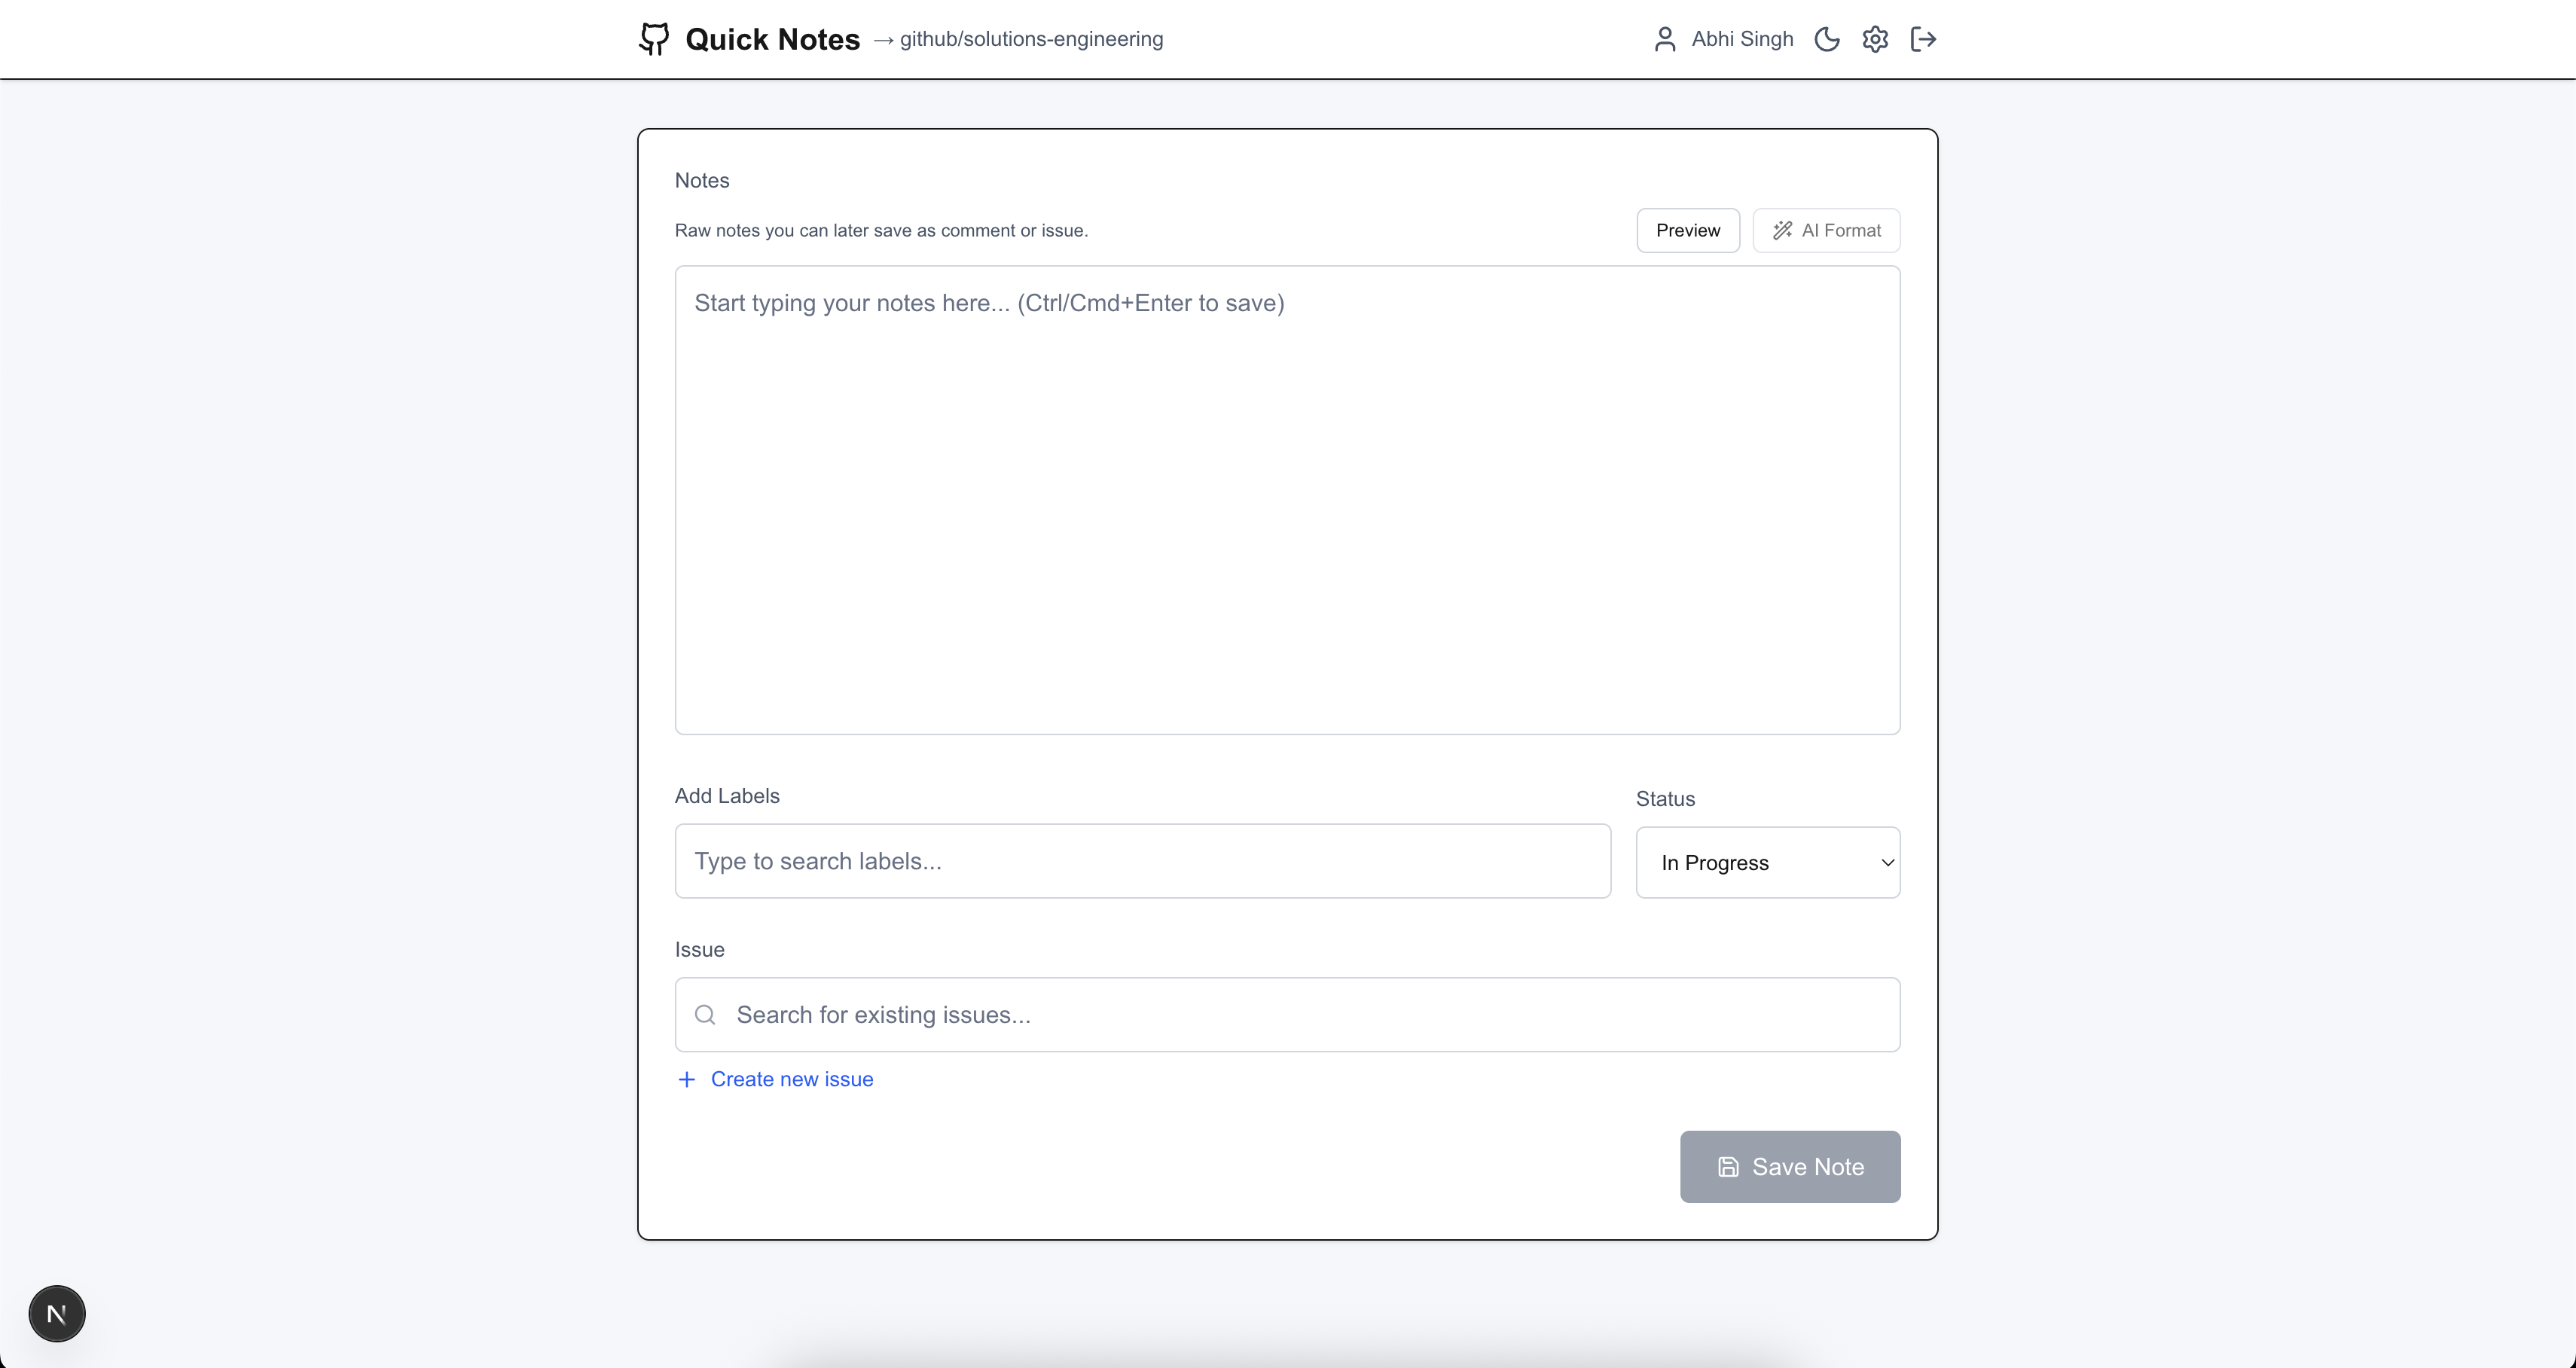 Quick Notes → github/solutions-engineering
Abhi Singh
Notes
Raw notes you can later save as comment or issue.
Preview
AI Format
Start typing your notes here... (Ctrl/Cmd+Enter to save)
Add Labels
Status
Type to search labels...
In Progress
Issue
Search for existing issues...
+ Create new issue
Save Note
N